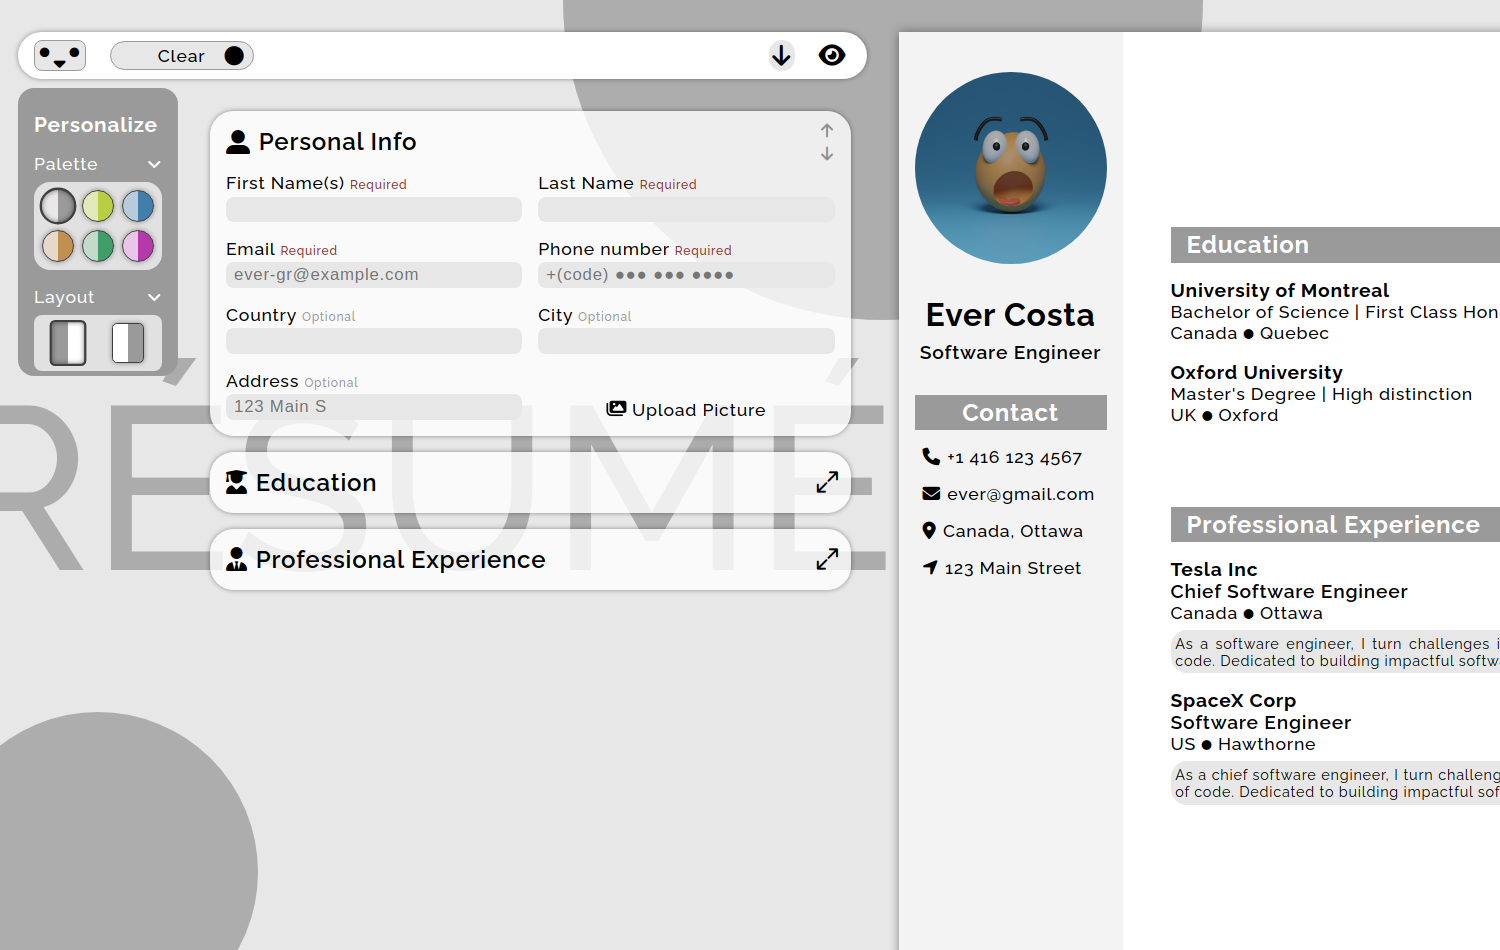 Clear
Personalize
Palette
Layout
Personal Info
First Name(s) Required
Last Name Required
Email Required
Phone number Required
ever-gr@example.com
+(code) ●●● ●●● ●●●●
Country Optional
City Optional
Address Optional
123 Main S
Upload Picture
Education
Professional Experience
RÉSUMÉ
Ever Costa
Software Engineer
Contact
+1 416 123 4567
ever@gmail.com
Canada, Ottawa
123 Main Street
Education
University of Montreal
Bachelor of Science | First Class Hon
Canada ● Quebec
Oxford University
Master's Degree | High distinction
UK ● Oxford
Professional Experience
Tesla Inc
Chief Software Engineer
Canada ● Ottawa
As a software engineer, I turn challenges i
code. Dedicated to building impactful softw
SpaceX Corp
Software Engineer
US ● Hawthorne
As a chief software engineer, I turn challeng
of code. Dedicated to building impactful sof